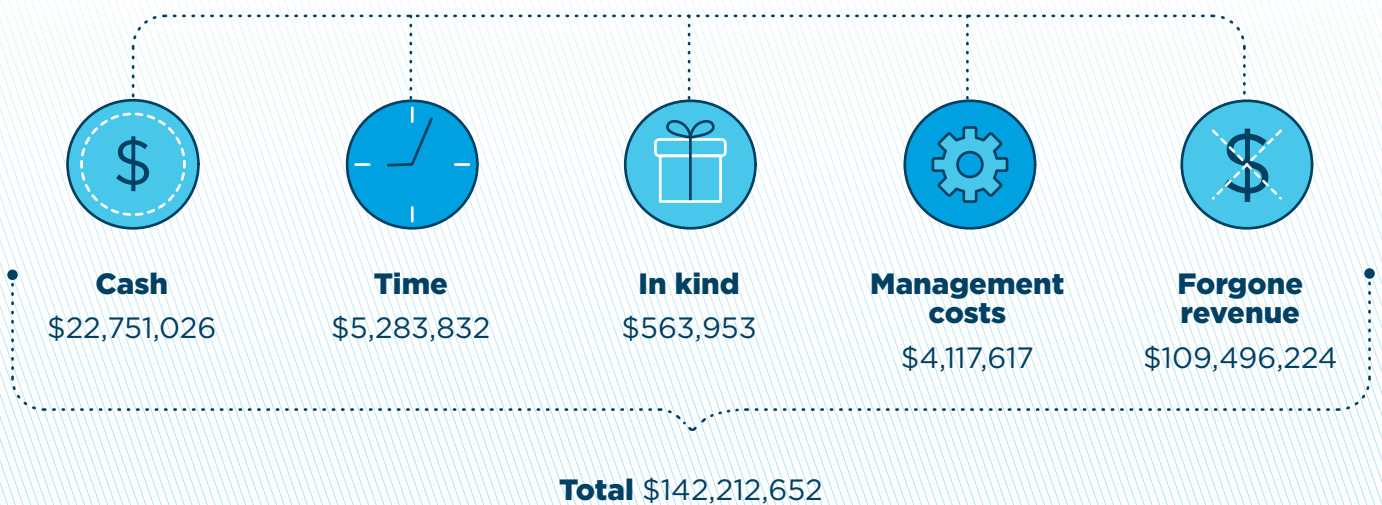 Cash
$22,751,026
Time
$5,283,832
In kind
$563,953
Management
costs
$4,117,617
Forgone
revenue
$109,496,224
Total $142,212,652